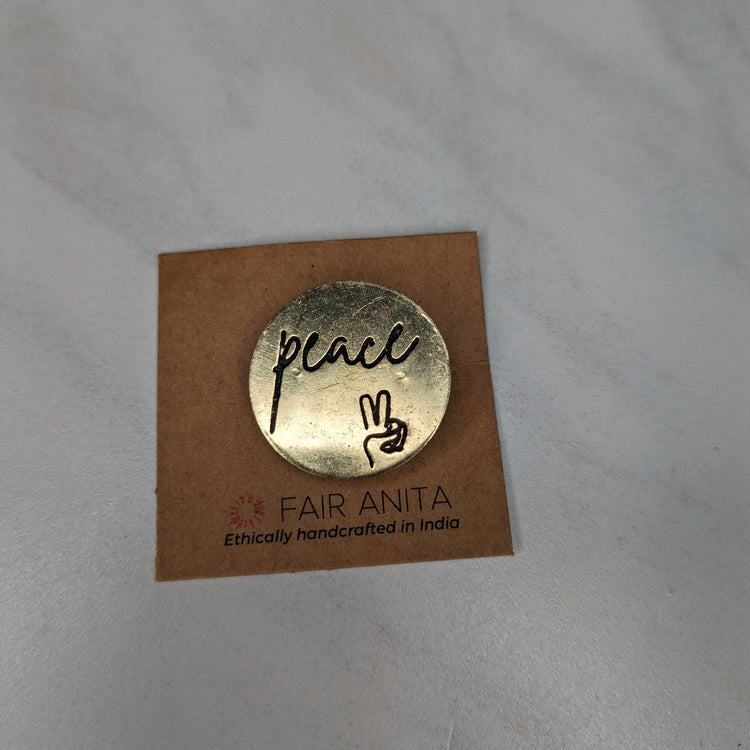 peace
FAIR ANITA
Ethically handcrafted in India